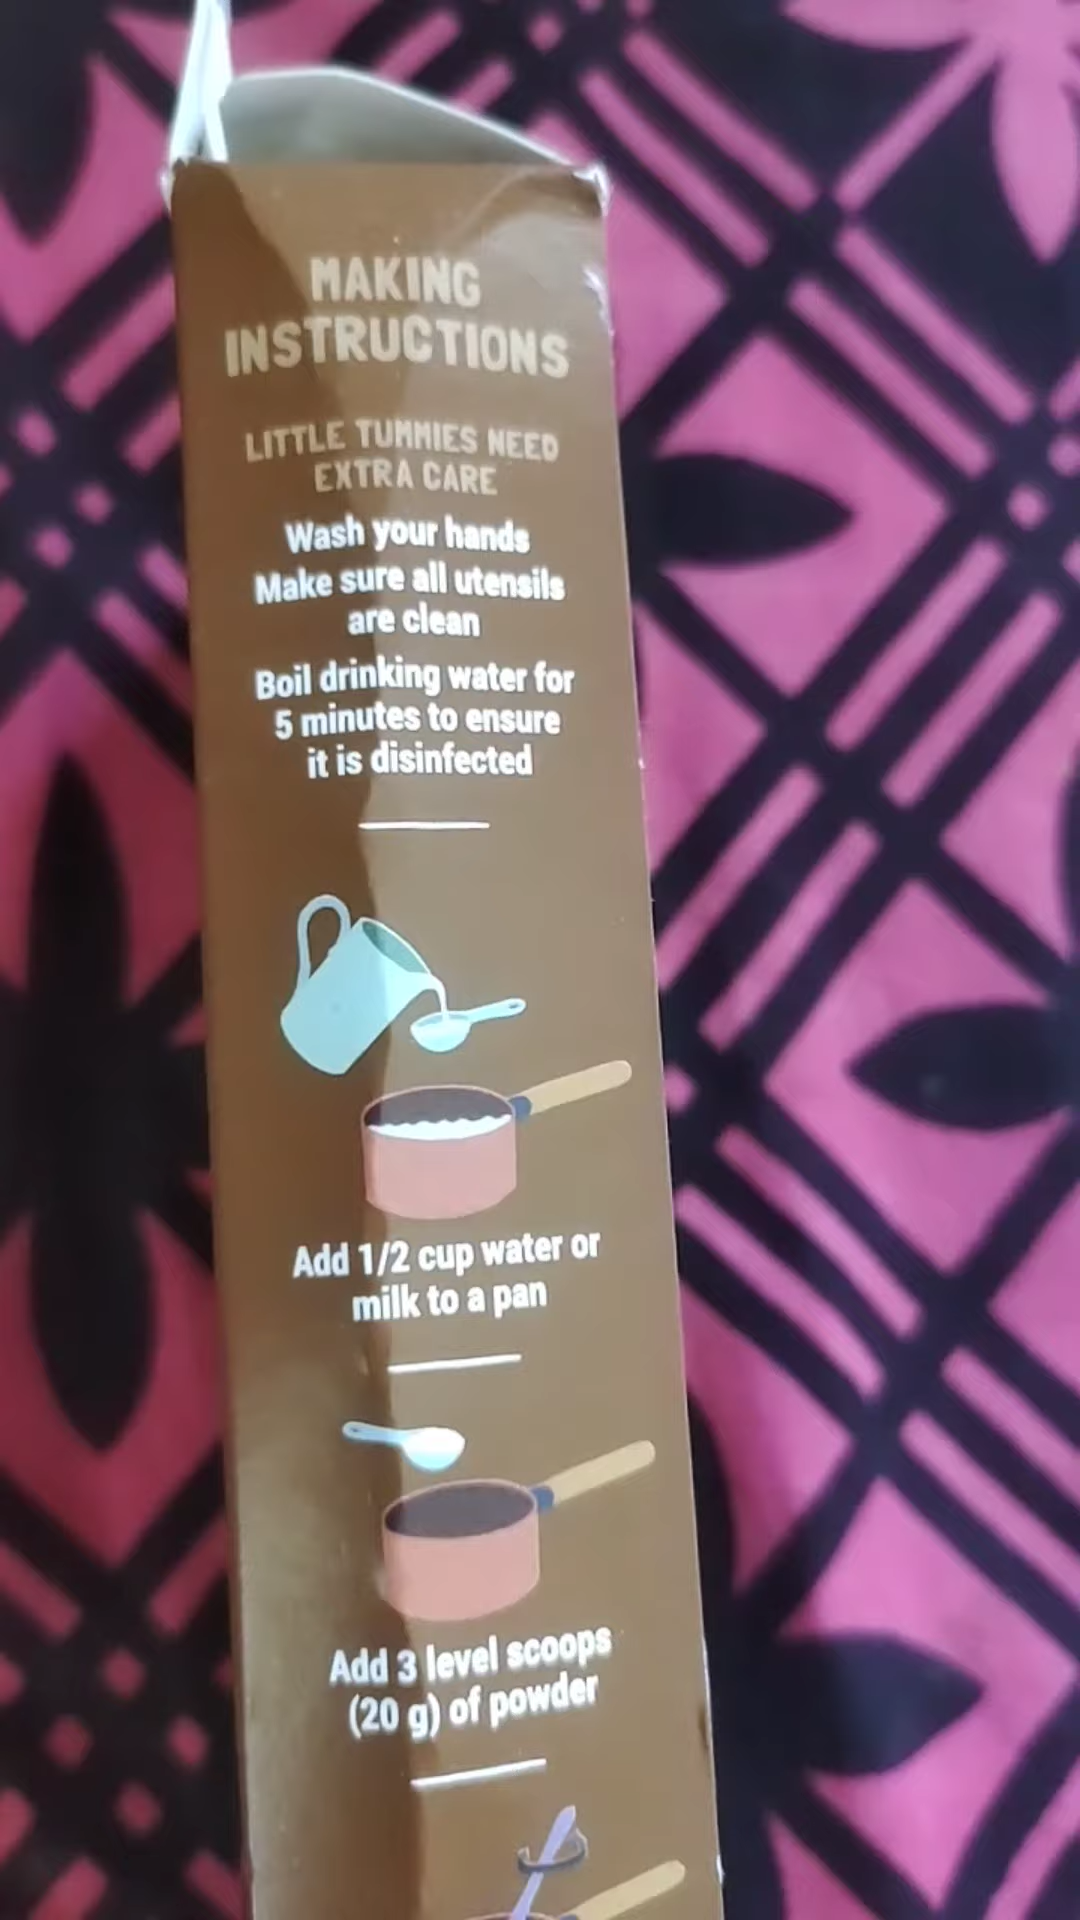 MAKING
INSTRUCTIONS
LITTLE TUMMIES NEED
EXTRA CARE
Wash your hands
Make sure all utensils
are clean
Boil drinking water for
5 minutes to ensure
it is disinfected
Add 1/2 cup water or
milk to a pan
Add 3 level scoops
(20 g) of powder